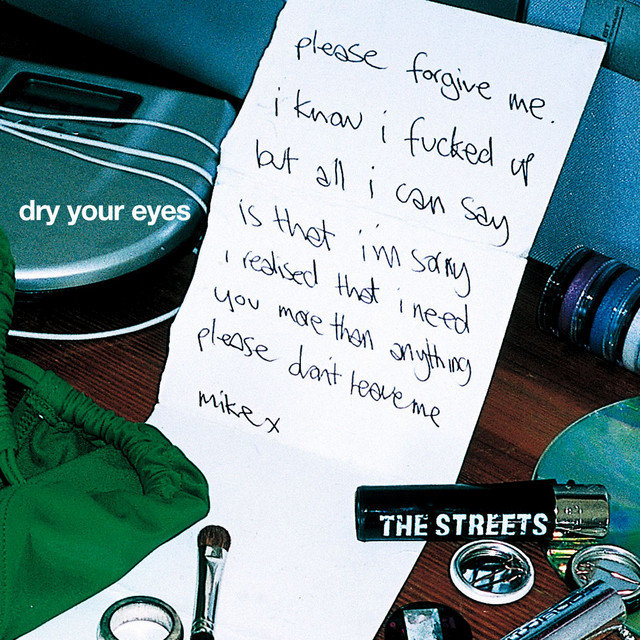 please forgive me.
i know i fucked up
but all i can say
is that i'm sorry
i realised that i need
you more than anything
please don't leave me
mike x
dry your eyes
THE STREETS